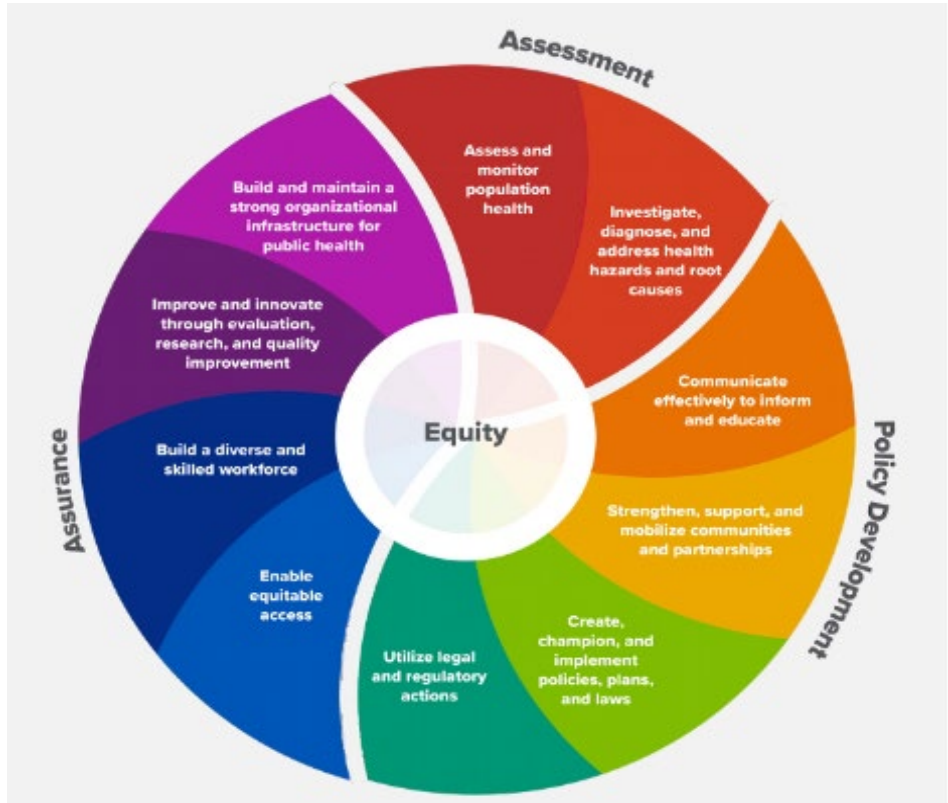 Assessment
Assess and
monitor
population
health
Investigate,
diagnose, and
address health
hazards and root
causes
Communicate
effectively to inform
and educate
Policy Development
Strengthen, support, and
mobilize communities
and partnerships
Create,
champion, and
implement
policies, plans,
and laws
Utilize legal
and regulatory
actions
Enable
equitable
access
Assurance
Build a diverse and
skilled workforce
Improve and innovate
through evaluation,
research, and quality
improvement
Build and maintain a
strong organizational
infrastructure for
public health
Equity